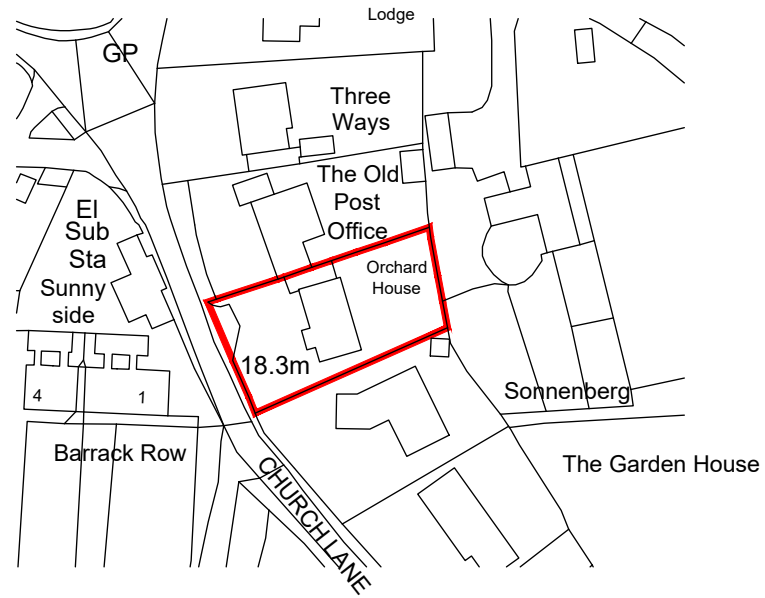 Lodge
GP
Three
Ways
The Old
Post
Office
El
Sub
Sta
Sunny
side
Orchard
House
18.3m
4
1
Sonnenberg
Barrack Row
The Garden House
CHURCH LANE